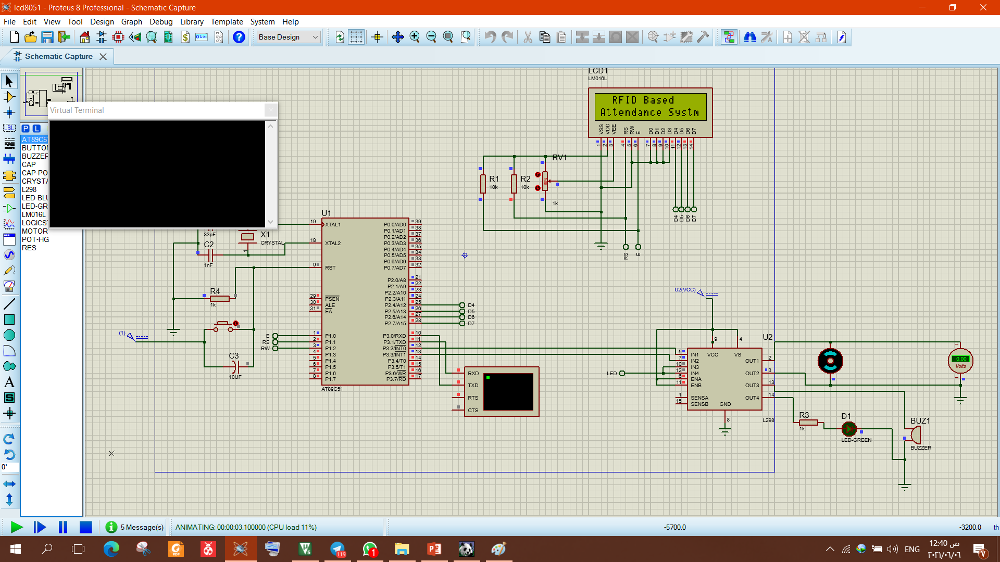 lcd8051 - Proteus 8 Professional - Schematic Capture
File Edit View Tool Design Graph Debug Library Template System Help
Base Design
Schematic Capture
Virtual Terminal
P L
AT89C5
BUTTON
BUZZER
CAP
CAP-PO
CRYSTA
L298
LED-BLU
LED-GR
LM016L
LOGICST
MOTOR
POT-HG
RES
0°
LCD1
LM016L
RFID Based
Attendance Systm
VSS VDD VEE RS RW E D0 D1 D2 D3 D4 D5 D6 D7
1 2 3 4 5 6 7 8 9 10 11 12 13 14
RV1
R1
10k
R2
10k
1k
D4 D5 D6 D7
RS E
33pF
C2
1nF
X1
CRYSTAL
1
R4
1k
(1)
C3
10UF
E
RS
RW
U1
19 XTAL1
18 XTAL2
9 RST
29 PSEN
30 ALE
31 EA
1 P1.0
2 P1.1
3 P1.2
4 P1.3
5 P1.4
6 P1.5
7 P1.6
8 P1.7
P0.0/AD0 39
P0.1/AD1 38
P0.2/AD2 37
P0.3/AD3 36
P0.4/AD4 35
P0.5/AD5 34
P0.6/AD6 33
P0.7/AD7 32
P2.0/A8 21
P2.1/A9 22
P2.2/A10 23
P2.3/A11 24
P2.4/A12 25
P2.5/A13 26
P2.6/A14 27
P2.7/A15 28
P3.0/RXD 10
P3.1/TXD 11
P3.2/INT0 12
P3.3/INT1 13
P3.4/T0 14
P3.5/T1 15
P3.6/WR 16
P3.7/RD 17
AT89C51
D4
D5
D6
D7
RXD
TXD
RTS
CTS
U2(VCC)
LED
U2
9 4
5 IN1
7 IN2
10 IN3
12 IN4
6 ENA
11 ENB
1 SENSA
15 SENSB
VCC VS
OUT1 2
OUT2 3
OUT3 13
OUT4 14
GND
8
L298
+
0.00
Volts
R3
1k
D1
LED-GREEN
BUZ1
BUZZER
5 Message(s)
ANIMATING: 00:00:03.100000 (CPU load 11%)
-5700.0
-3200.0
th
119
1
ENG
12:40 ص
٢٠٢١/٠٦/٠٦
V